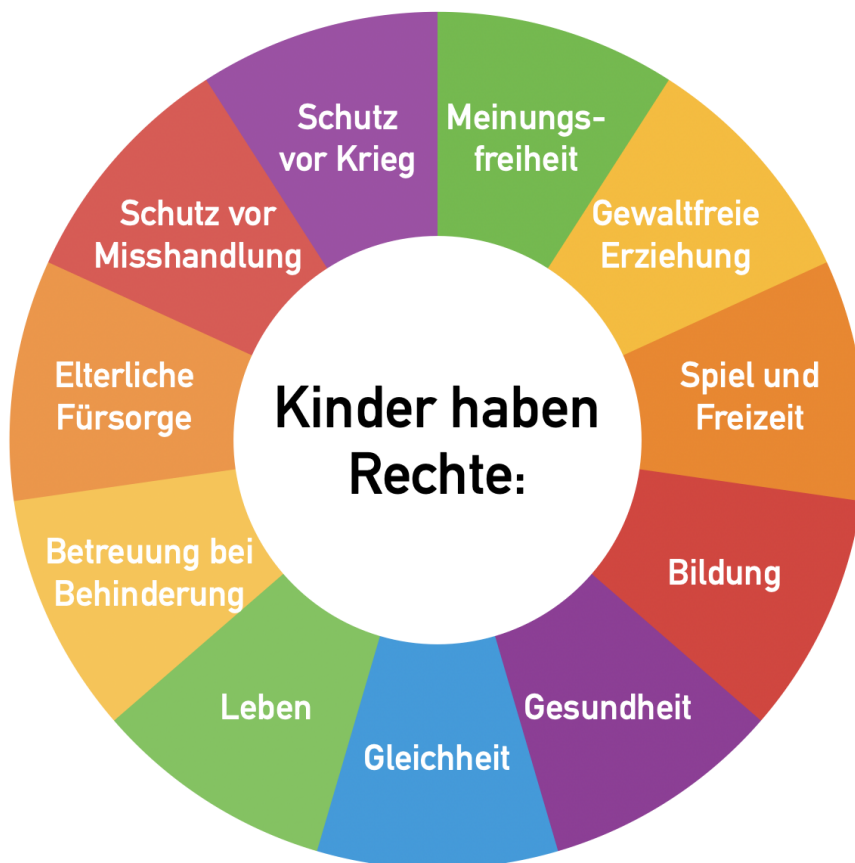 Kinder haben
Rechte:
Meinungs-
freiheit
Gewaltfreie
Erziehung
Spiel und
Freizeit
Bildung
Gesundheit
Gleichheit
Leben
Betreuung bei
Behinderung
Elterliche
Fürsorge
Schutz vor
Misshandlung
Schutz
vor Krieg